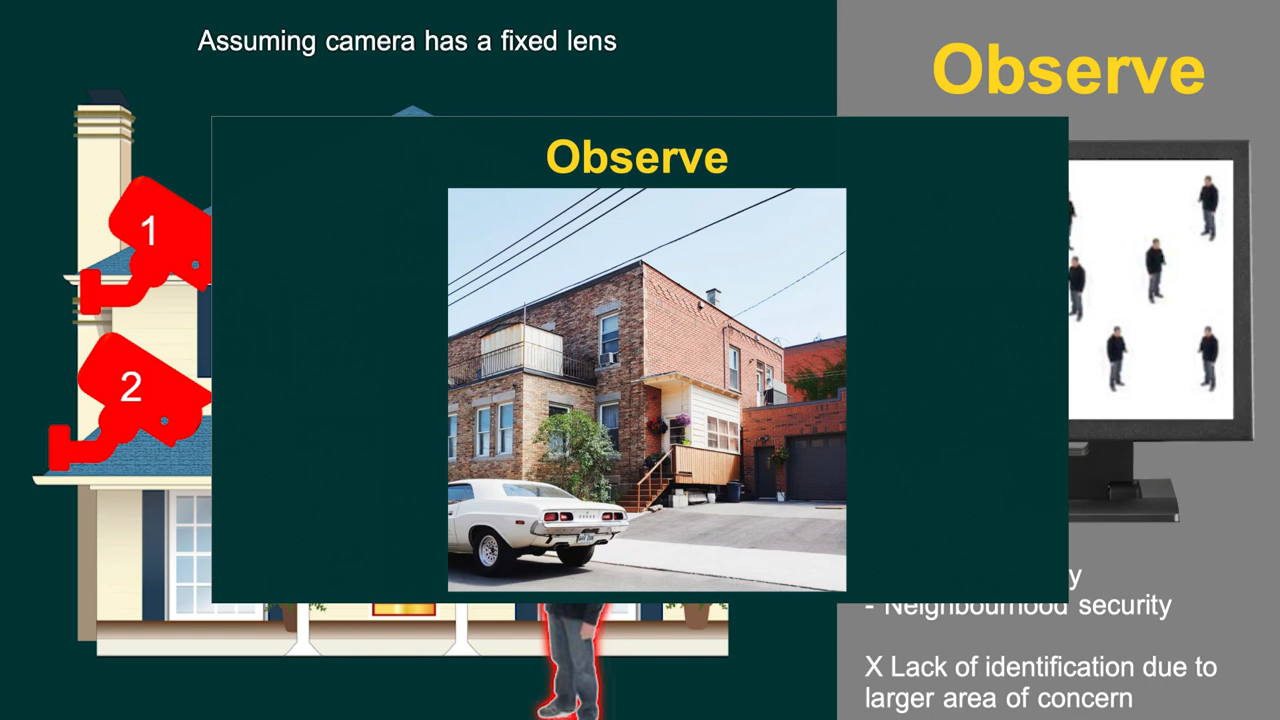 Assuming camera has a fixed lens
Observe
Observe
1
2
- Neighbourhood security
X Lack of identification due to
larger area of concern